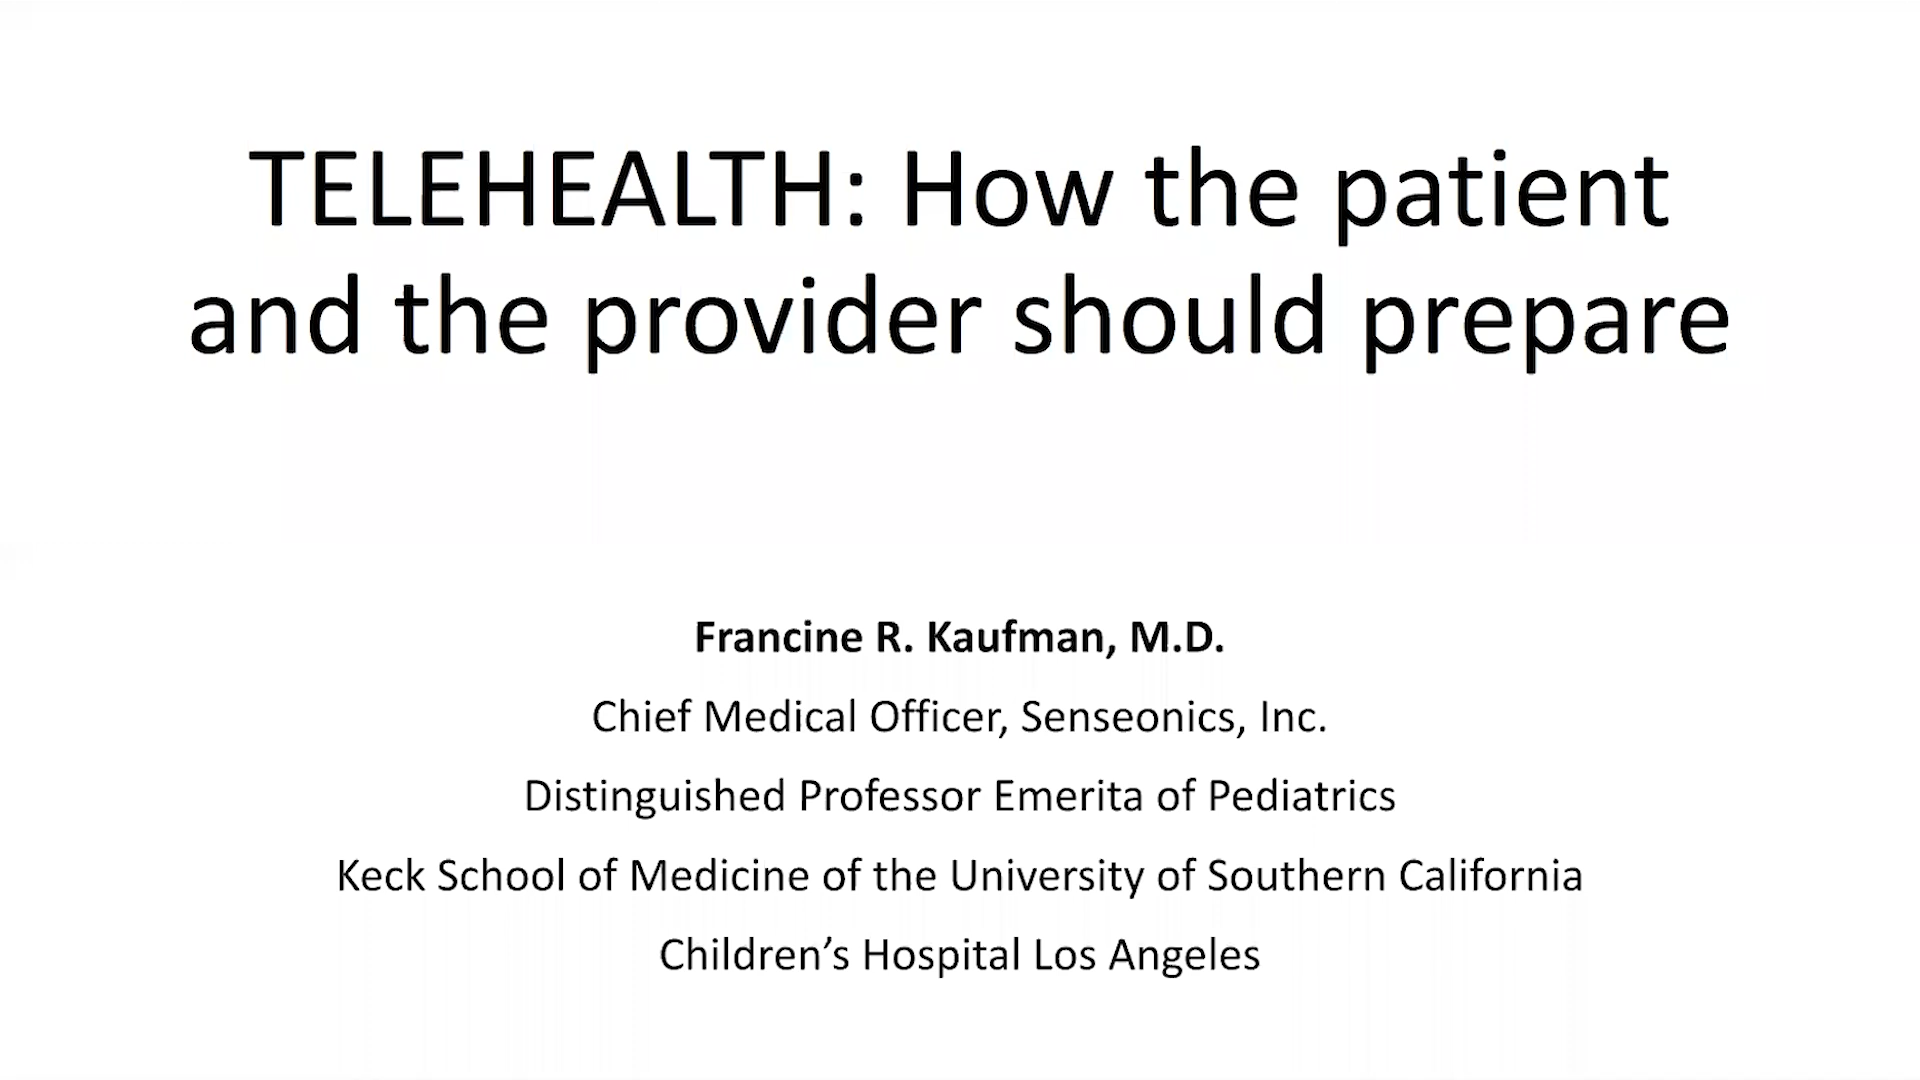 TELEHEALTH: How the patient
and the provider should prepare
Francine R. Kaufman, M.D.
Chief Medical Officer, Senseonics, Inc.
Distinguished Professor Emerita of Pediatrics
Keck School of Medicine of the University of Southern California
Children’s Hospital Los Angeles